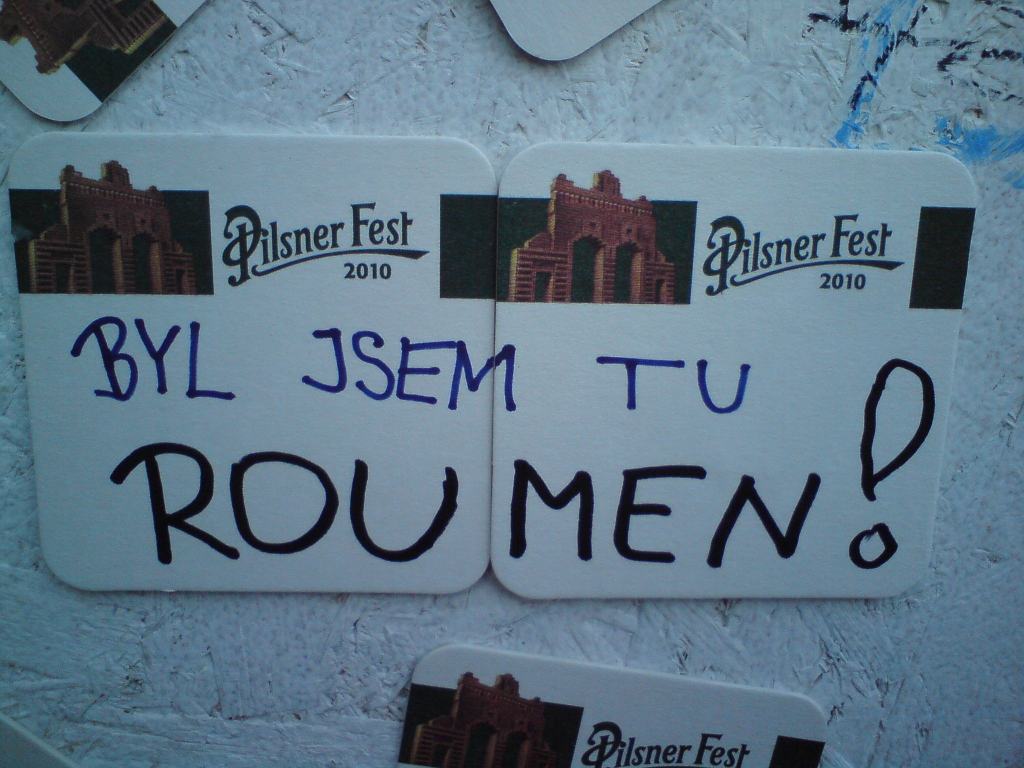 Pilsner Fest
2010
Pilsner Fest
2010
BYL JSEM TU
ROUMEN!
Pilsner Fest